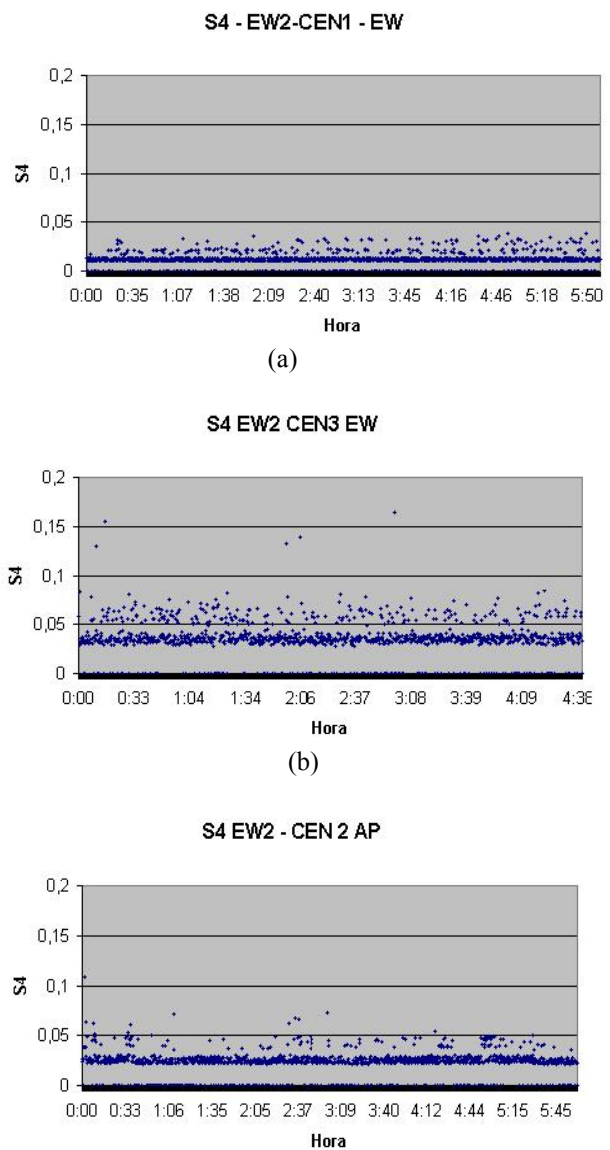 S4 - EW2-CEN1 - EW
0,2
0,15
0,1
0,05
0
S4
0:00 0:35 1:07 1:38 2:09 2:40 3:13 3:45 4:16 4:46 5:18 5:50
Hora
(a)
S4 EW2 CEN3 EW
0,2
0,15
0,1
0,05
0
S4
0:00 0:33 1:04 1:34 2:06 2:37 3:08 3:39 4:09 4:36
Hora
(b)
S4 EW2 - CEN 2 AP
0,2
0,15
0,1
0,05
0
S4
0:00 0:33 1:06 1:35 2:05 2:37 3:09 3:40 4:12 4:44 5:15 5:45
Hora